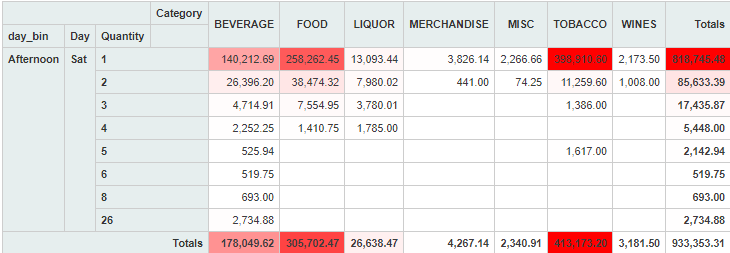 Category BEVERAGE FOOD LIQUOR MERCHANDISE MISC TOBACCO WINES Totals
day_bin Day Quantity
Afternoon Sat 1 140,212.69 258,262.45 13,093.44 3,826.14 2,266.66 398,910.60 2,173.50 818,745.48
2 26,396.20 38,474.32 7,980.02 441.00 74.25 11,259.60 1,008.00 85,633.39
3 4,714.91 7,554.95 3,780.01 1,386.00 17,435.87
4 2,252.25 1,410.75 1,785.00 5,448.00
5 525.94 1,617.00 2,142.94
6 519.75 519.75
8 693.00 693.00
26 2,734.88 2,734.88
Totals 178,049.62 305,702.47 26,638.47 4,267.14 2,340.91 413,173.20 3,181.50 933,353.31